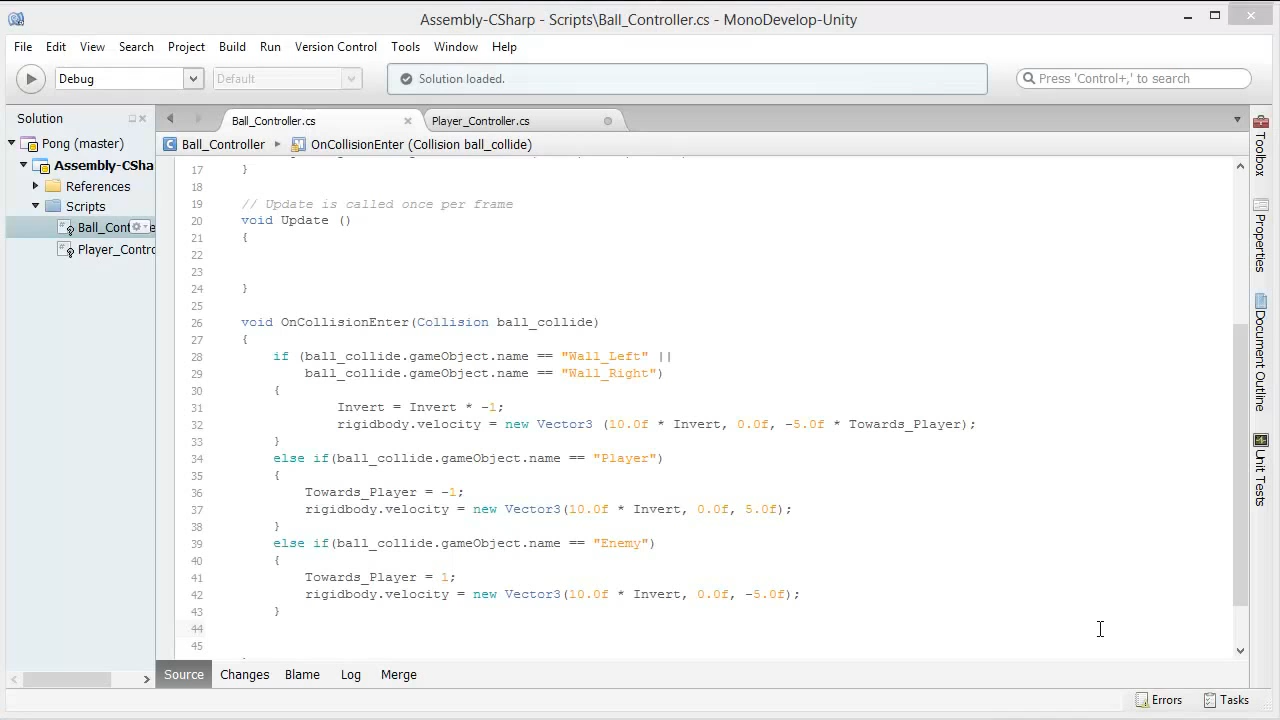 Assembly-CSharp - Scripts\Ball_Controller.cs - MonoDevelop-Unity
File Edit View Search Project Build Run Version Control Tools Window Help
Debug Default Solution loaded. Press 'Control+,' to search
Solution Ball_Controller.cs Player_Controller.cs
Pong (master) Ball_Controller OnCollisionEnter (Collision ball_collide)
Assembly-CSha
References
Scripts
Ball_Cont e
Player_Contro
17 }
18
19 // Update is called once per frame
20 void Update ()
21 {
22
23
24 }
25
26 void OnCollisionEnter(Collision ball_collide)
27 {
28 if (ball_collide.gameObject.name == "Wall_Left" ||
29 ball_collide.gameObject.name == "Wall_Right")
30 {
31 Invert = Invert * -1;
32 rigidbody.velocity = new Vector3 (10.0f * Invert, 0.0f, -5.0f * Towards_Player);
33 }
34 else if(ball_collide.gameObject.name == "Player")
35 {
36 Towards_Player = -1;
37 rigidbody.velocity = new Vector3(10.0f * Invert, 0.0f, 5.0f);
38 }
39 else if(ball_collide.gameObject.name == "Enemy")
40 {
41 Towards_Player = 1;
42 rigidbody.velocity = new Vector3(10.0f * Invert, 0.0f, -5.0f);
43 }
44
45
Toolbox
Properties
Document Outline
Unit Tests
Source Changes Blame Log Merge
Errors Tasks